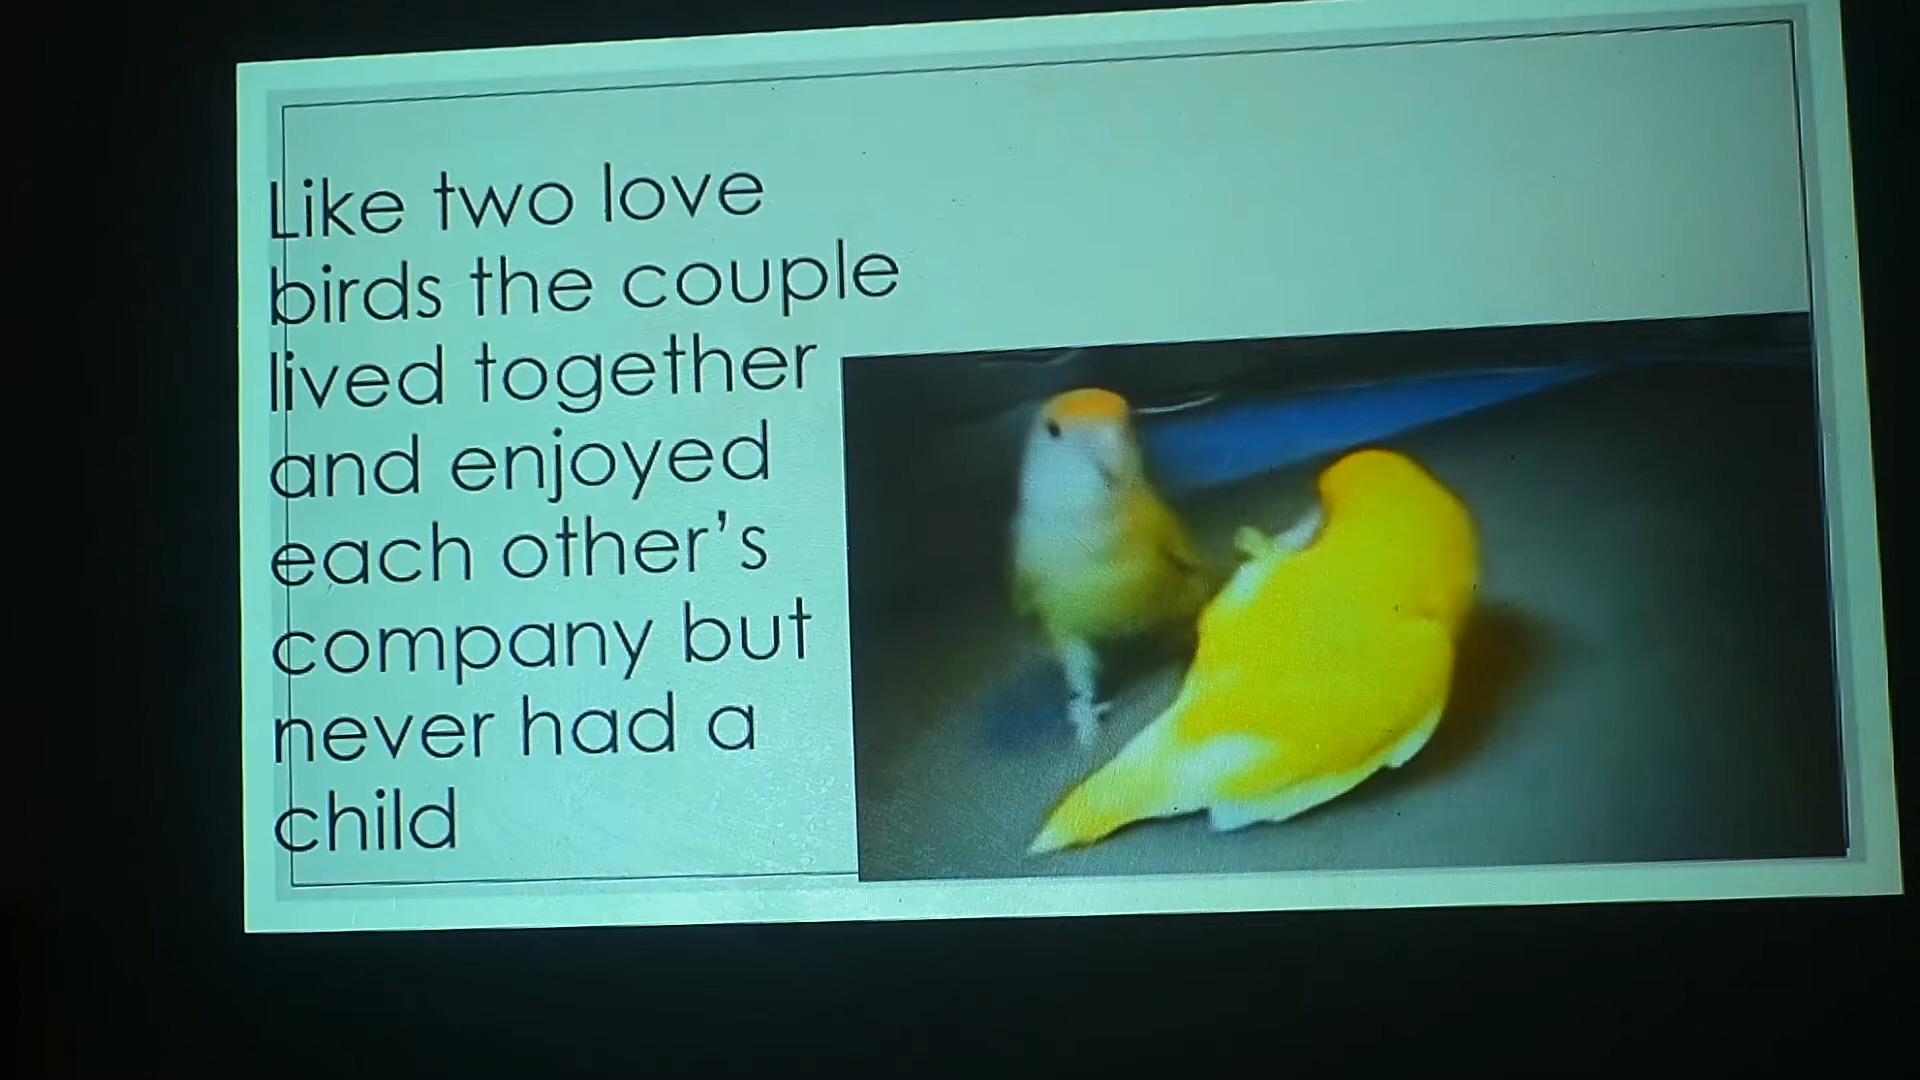 Like two love
birds the couple
lived together
and enjoyed
each other's
company but
never had a
child